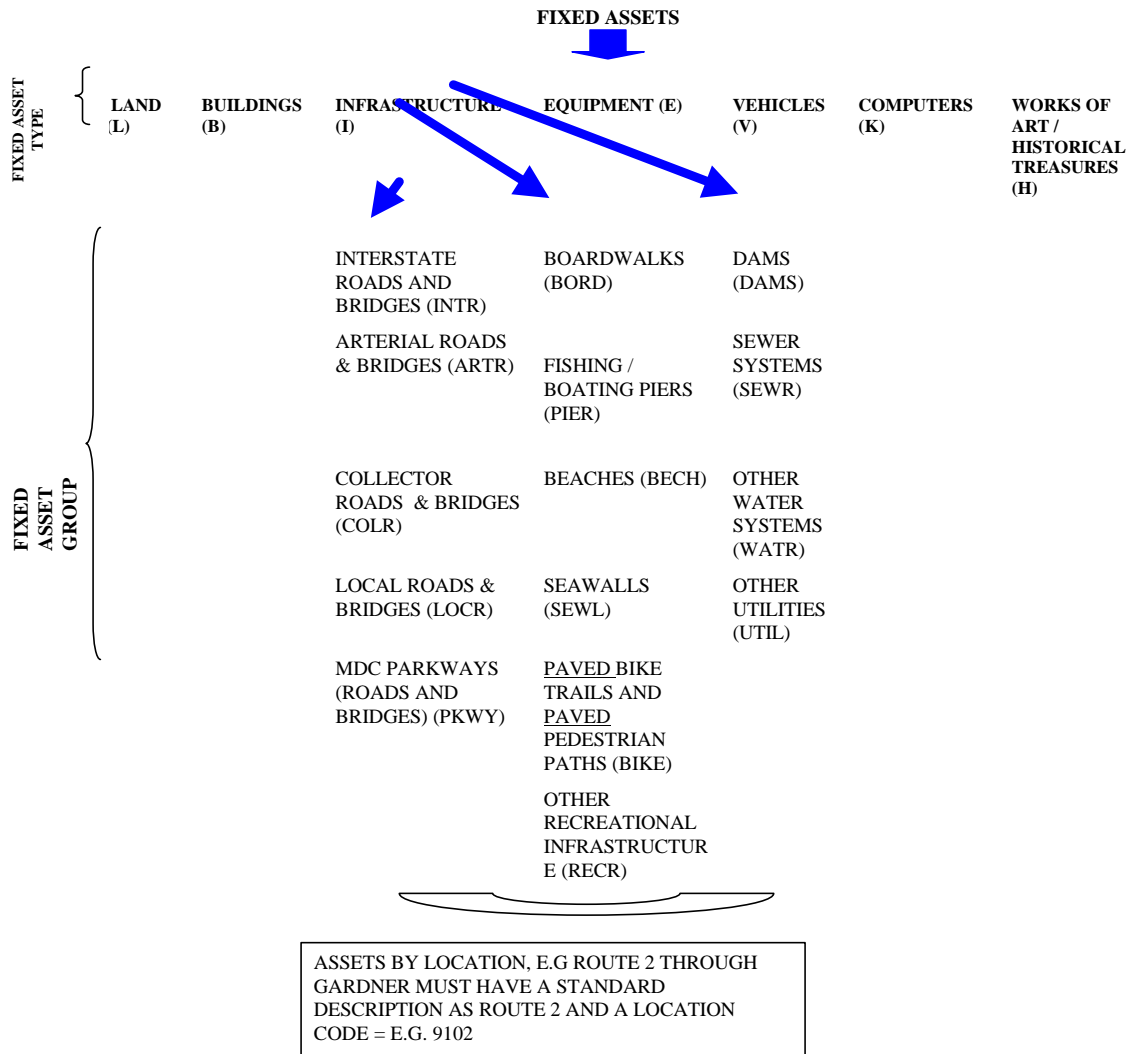 FIXED ASSETS
FIXED ASSET
TYPE
LAND
(L)
BUILDINGS
(B)
INFRASTRUCTURE
(I)
EQUIPMENT (E)
VEHICLES
(V)
COMPUTERS
(K)
WORKS OF
ART /
HISTORICAL
TREASURES
(H)
FIXED
ASSET
GROUP
INTERSTATE
ROADS AND
BRIDGES (INTR)
BOARDWALKS
(BORD)
DAMS
(DAMS)
ARTERIAL ROADS
& BRIDGES (ARTR)
FISHING /
BOATING PIERS
(PIER)
SEWER
SYSTEMS
(SEWR)
COLLECTOR
ROADS & BRIDGES
(COLR)
BEACHES (BECH)
OTHER
WATER
SYSTEMS
(WATR)
LOCAL ROADS &
BRIDGES (LOCR)
SEAWALLS
(SEWL)
OTHER
UTILITIES
(UTIL)
MDC PARKWAYS
(ROADS AND
BRIDGES) (PKWY)
PAVED BIKE
TRAILS AND
PAVED
PEDESTRIAN
PATHS (BIKE)
OTHER
RECREATIONAL
INFRASTRUCTUR
E (RECR)
ASSETS BY LOCATION, E.G ROUTE 2 THROUGH
GARDNER MUST HAVE A STANDARD
DESCRIPTION AS ROUTE 2 AND A LOCATION
CODE = E.G. 9102